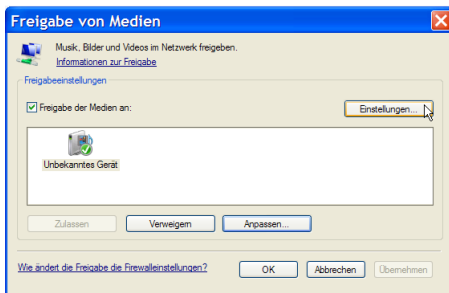 Freigabe von Medien
Musik, Bilder und Videos im Netzwerk freigeben.
Informationen zur Freigabe
Freigabeeinstellungen
Freigabe der Medien an:
Einstellungen...
Unbekanntes Gerät
Zulassen
Verweigern
Anpassen...
Wie ändert die Freigabe die Firewalleinstellungen?
OK
Abbrechen
Übernehmen